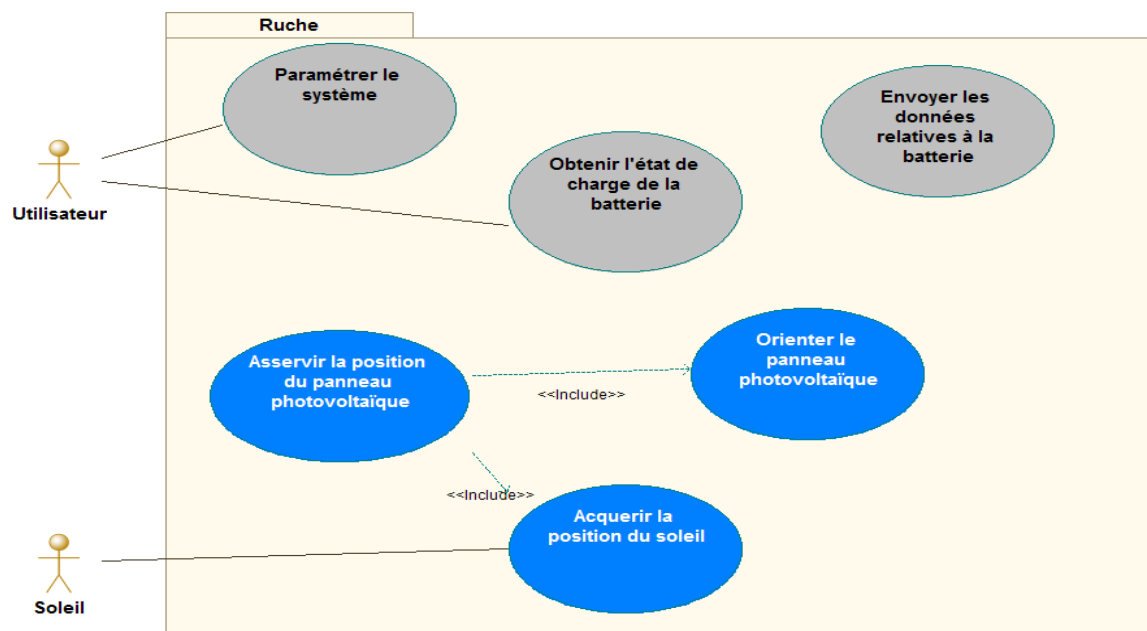 Ruche
Paramétrer le
système
Envoyer les
données
relatives à la
batterie
Obtenir l'état de
charge de la
batterie
Utilisateur
Asservir la position
du panneau
photovoltaïque
<<Include>>
Orienter le
panneau
photovoltaïque
<<Include>>
Acquerir la
position du soleil
Soleil